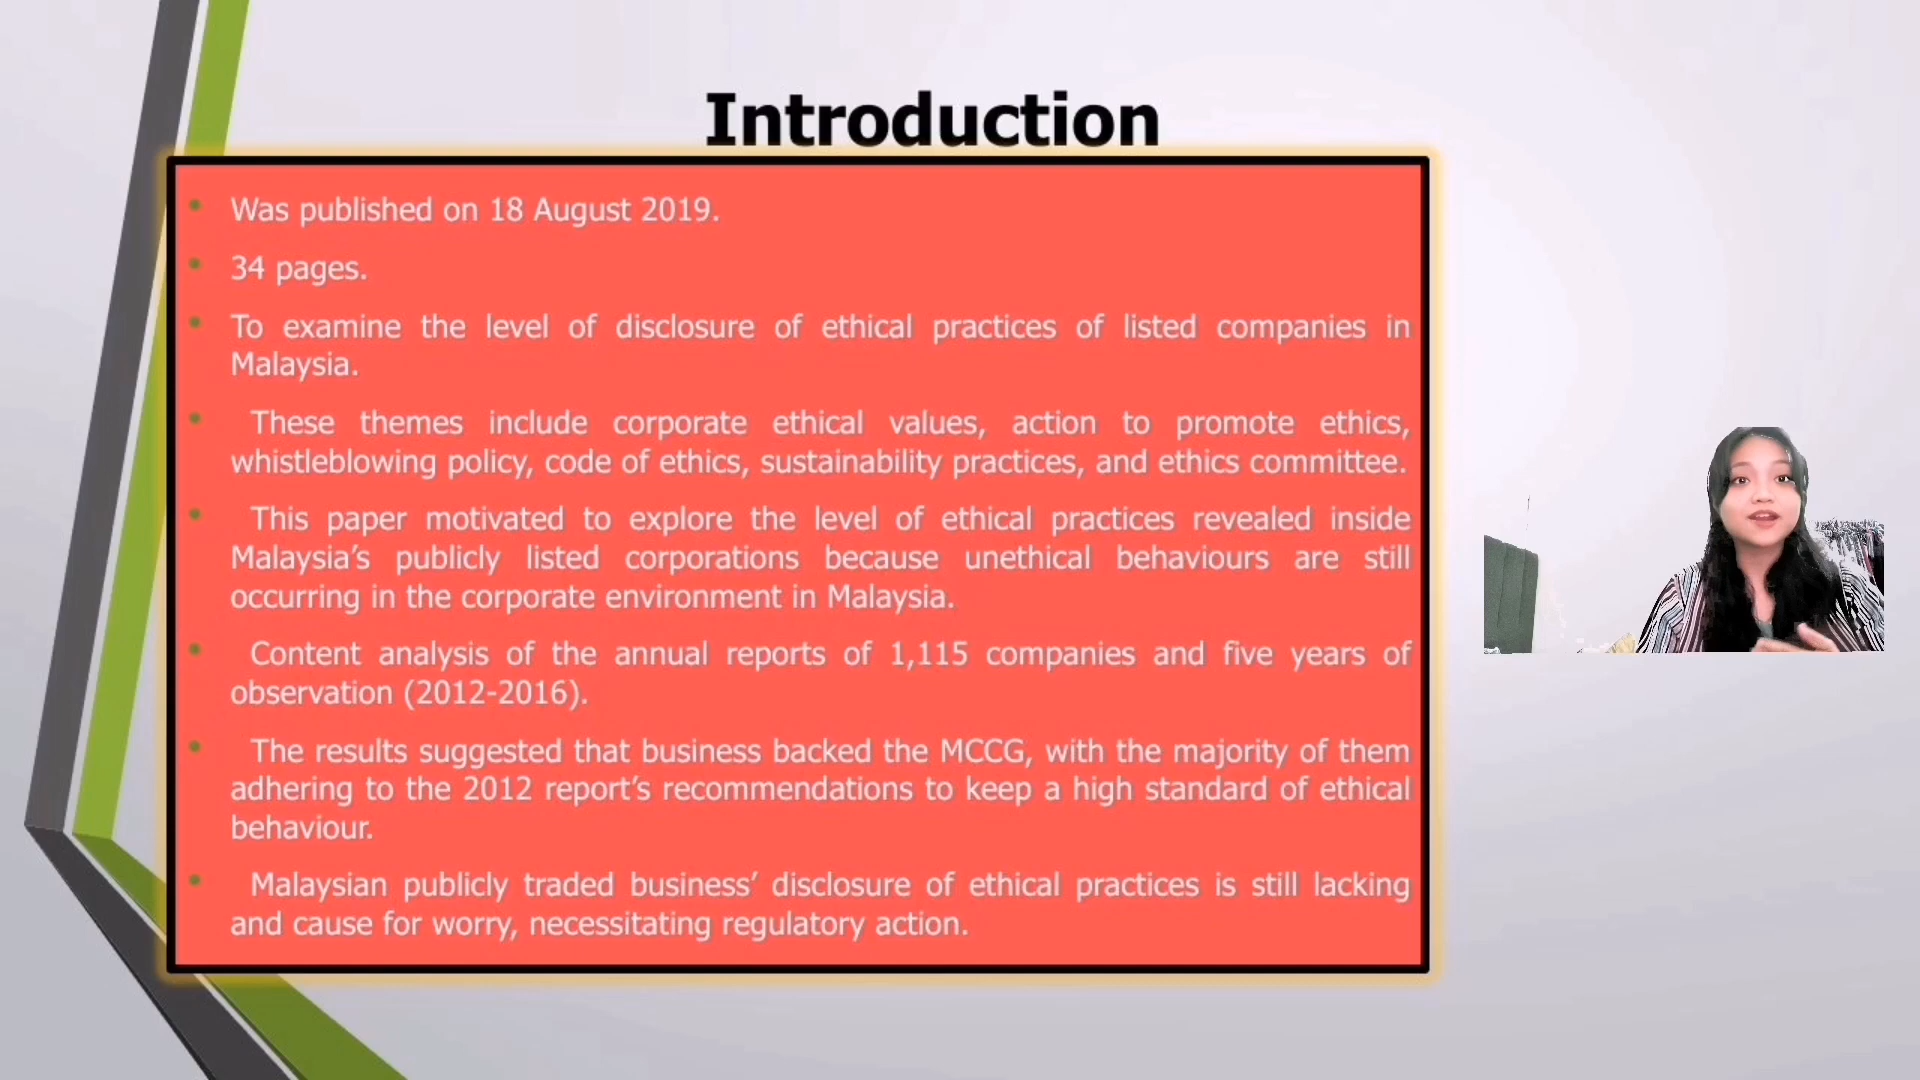 Introduction
Was published on 18 August 2019.
34 pages.
To examine the level of disclosure of ethical practices of listed companies in
Malaysia.
These themes include corporate ethical values, action to promote ethics,
whistleblowing policy, code of ethics, sustainability practices, and ethics committee.
This paper motivated to explore the level of ethical practices revealed inside
Malaysia’s publicly listed corporations because unethical behaviours are still
occurring in the corporate environment in Malaysia.
Content analysis of the annual reports of 1,115 companies and five years of
observation (2012-2016).
The results suggested that business backed the MCCG, with the majority of them
adhering to the 2012 report’s recommendations to keep a high standard of ethical
behaviour.
Malaysian publicly traded business’ disclosure of ethical practices is still lacking
and cause for worry, necessitating regulatory action.